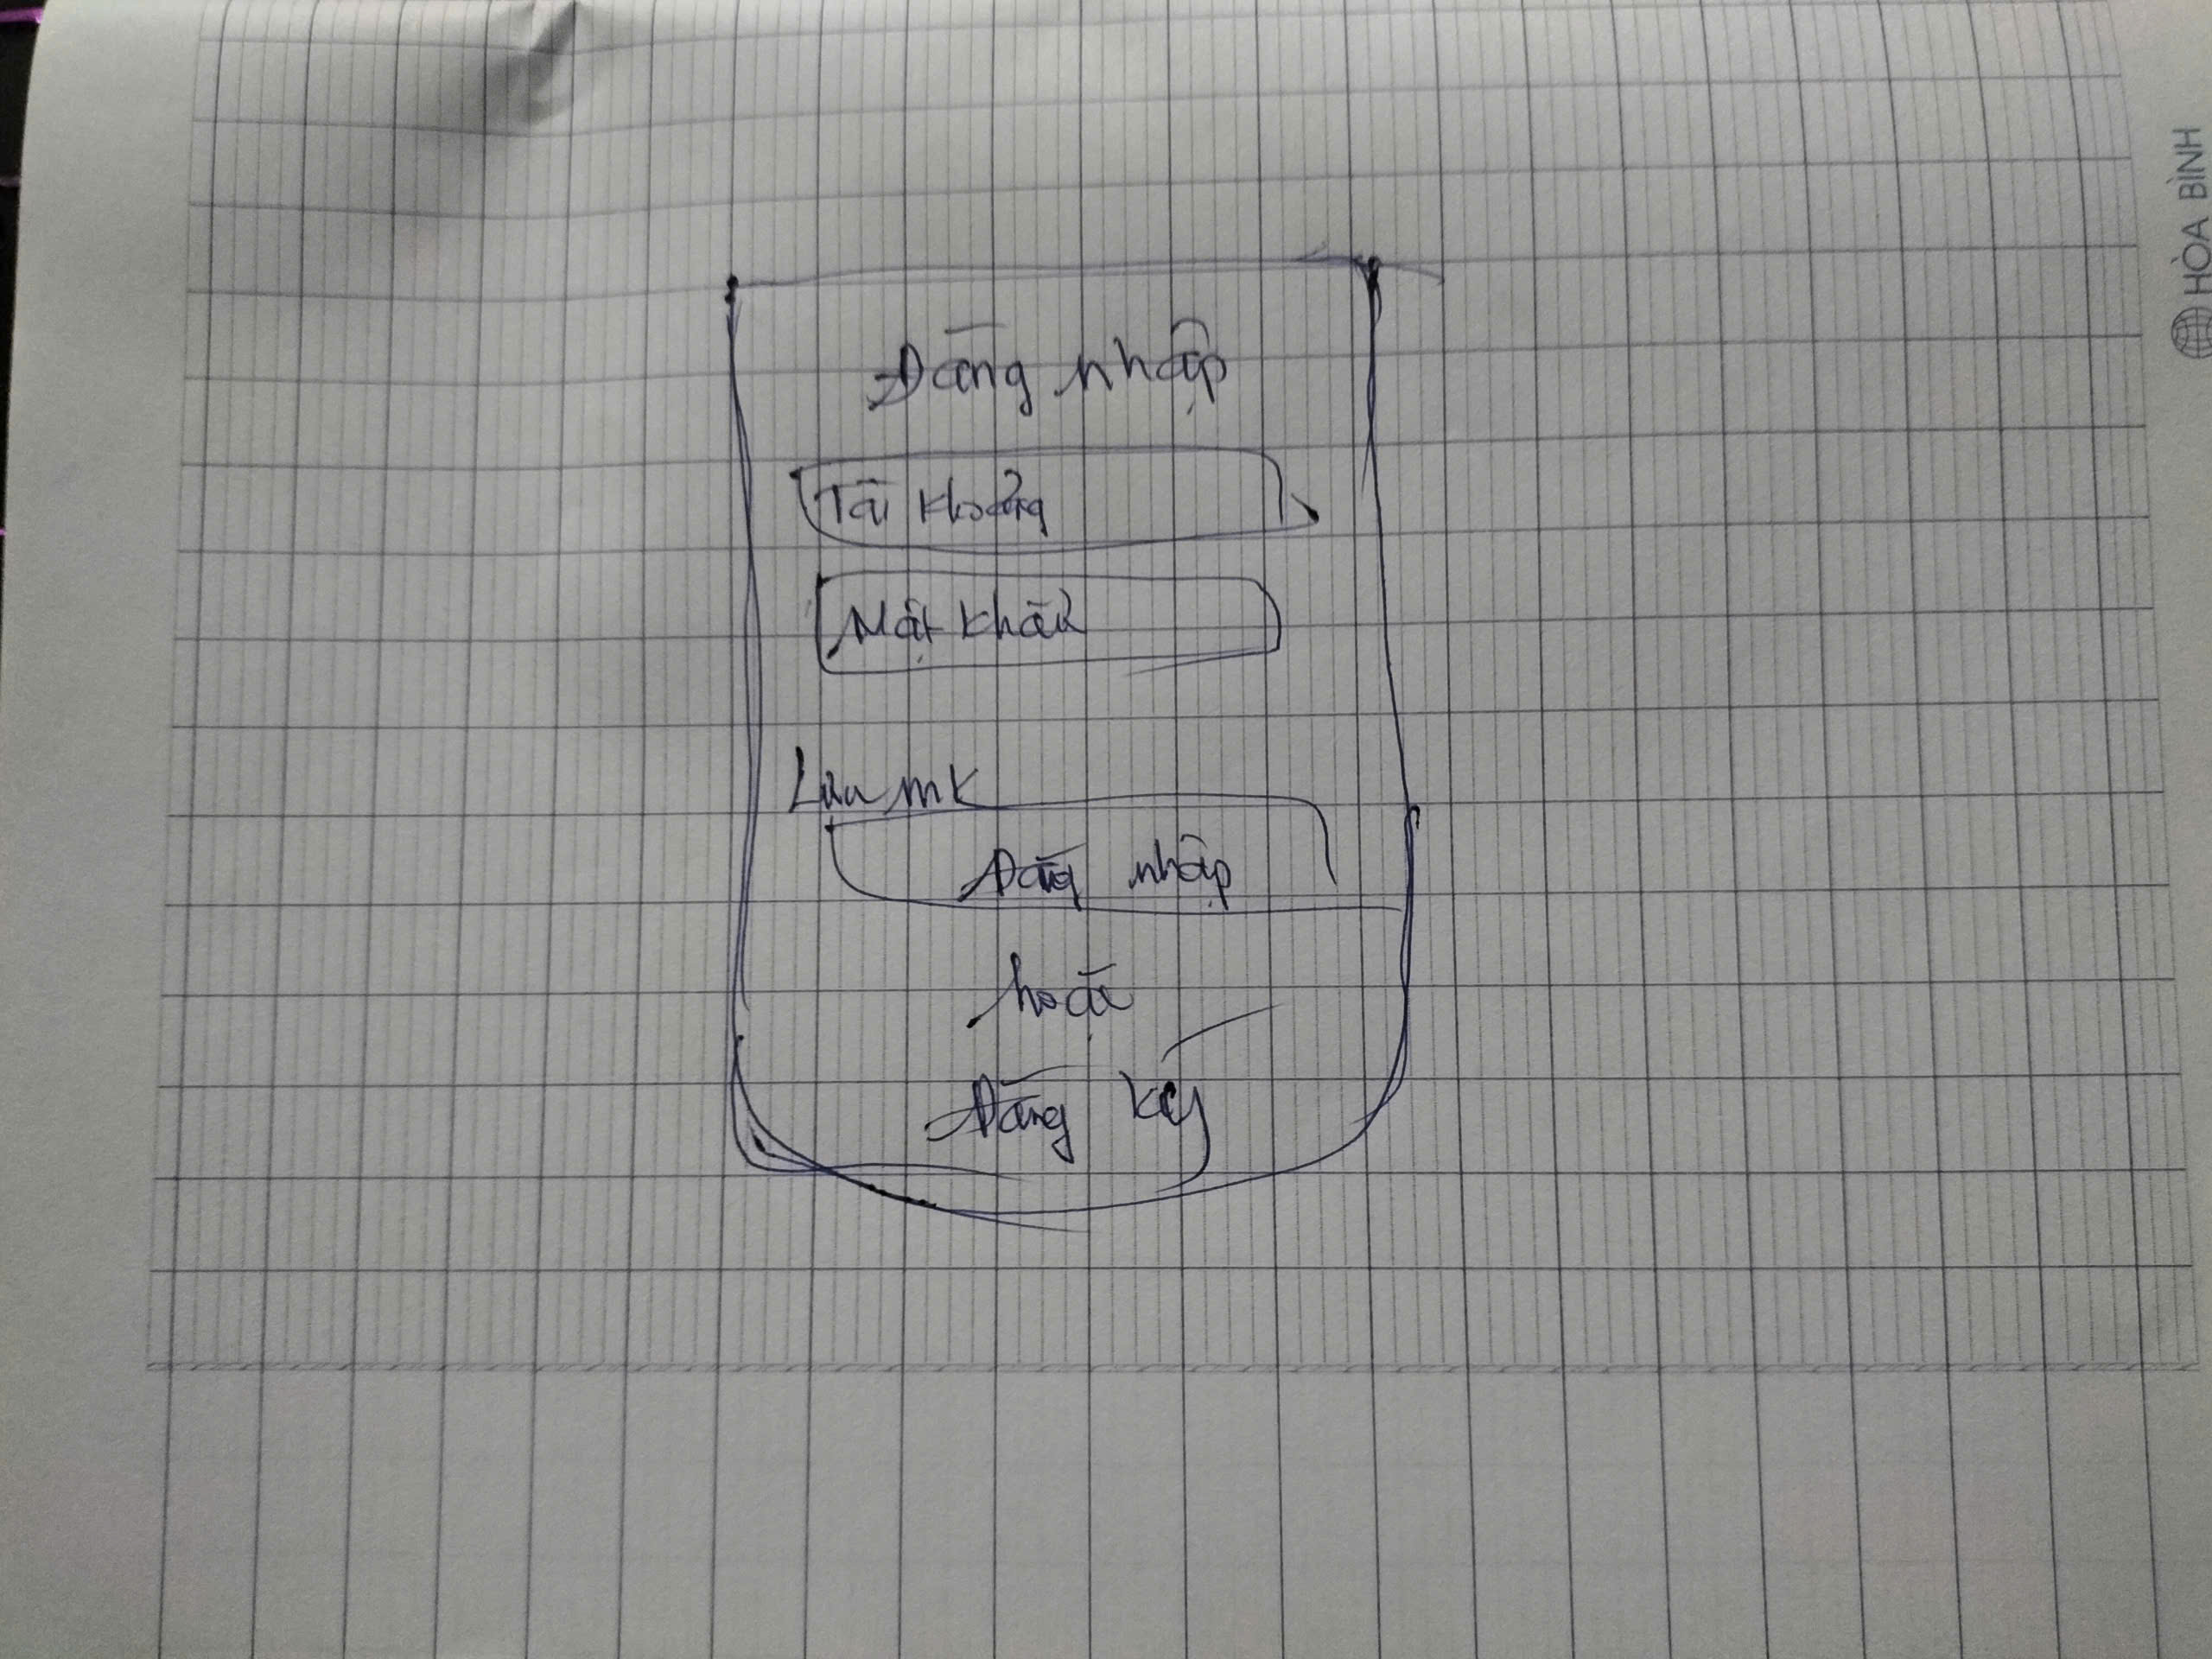 Đăng nhập
Tài khoản
Mật khẩu
Lưu mk
Đăng nhập
hoặc
Đăng ký
HÒA BÌNH